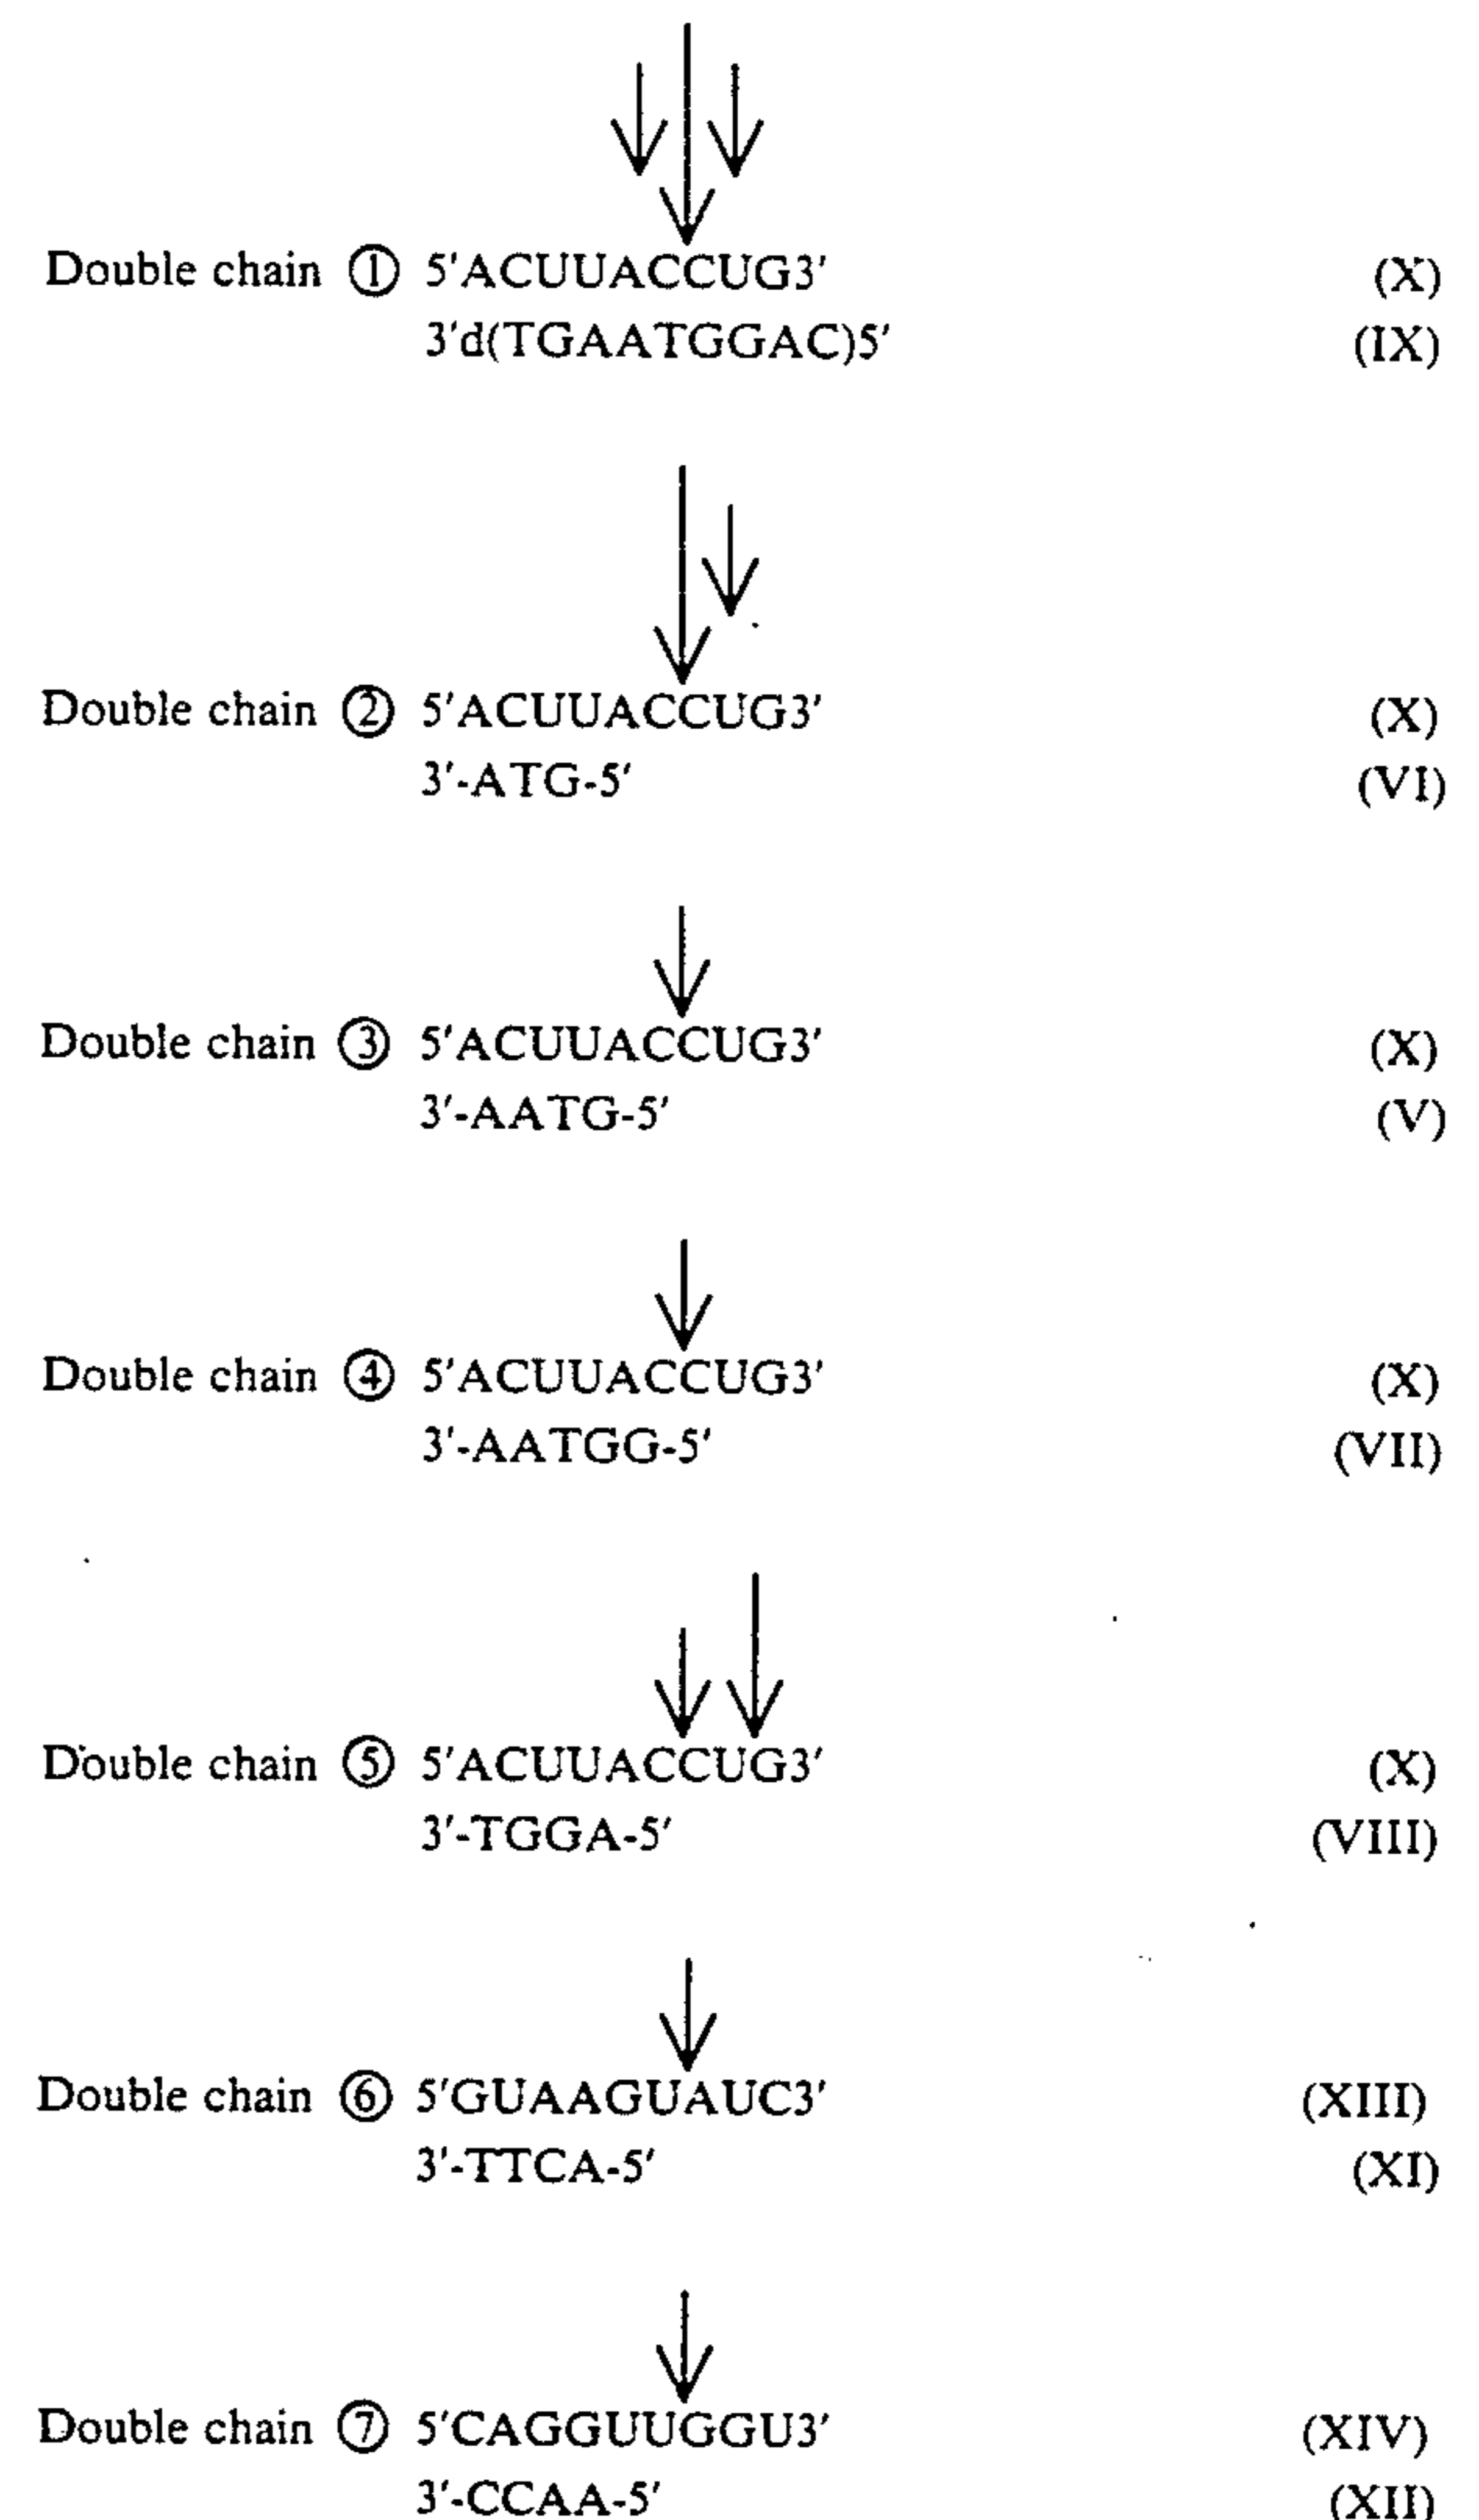 Double chain ① 5'ACUUACCUG3' (X)
3'd(TGAATGGAC)5' (IX)
Double chain ② 5'ACUUACCUG3' (X)
3'-ATG-5' (VI)
Double chain ③ 5'ACUUACCUG3' (X)
3'-AATG-5' (V)
Double chain ④ 5'ACUUACCUG3' (X)
3'-AATGG-5' (VII)
Double chain ⑤ 5'ACUUACCUG3' (X)
3'-TGGA-5' (VIII)
Double chain ⑥ 5'GUAAGUAUC3' (XIII)
3'-TTCA-5' (XI)
Double chain ⑦ 5'CAGGUUGGU3' (XIV)
3'-CCAA-5' (XII)